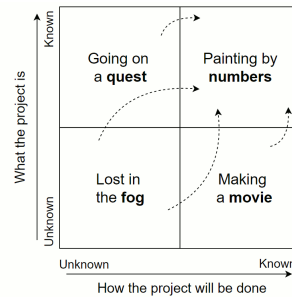 Known
What the project is
Unknown
Going on
a quest
Painting by
numbers
Lost in
the fog
Making
a movie
Unknown
Known
How the project will be done